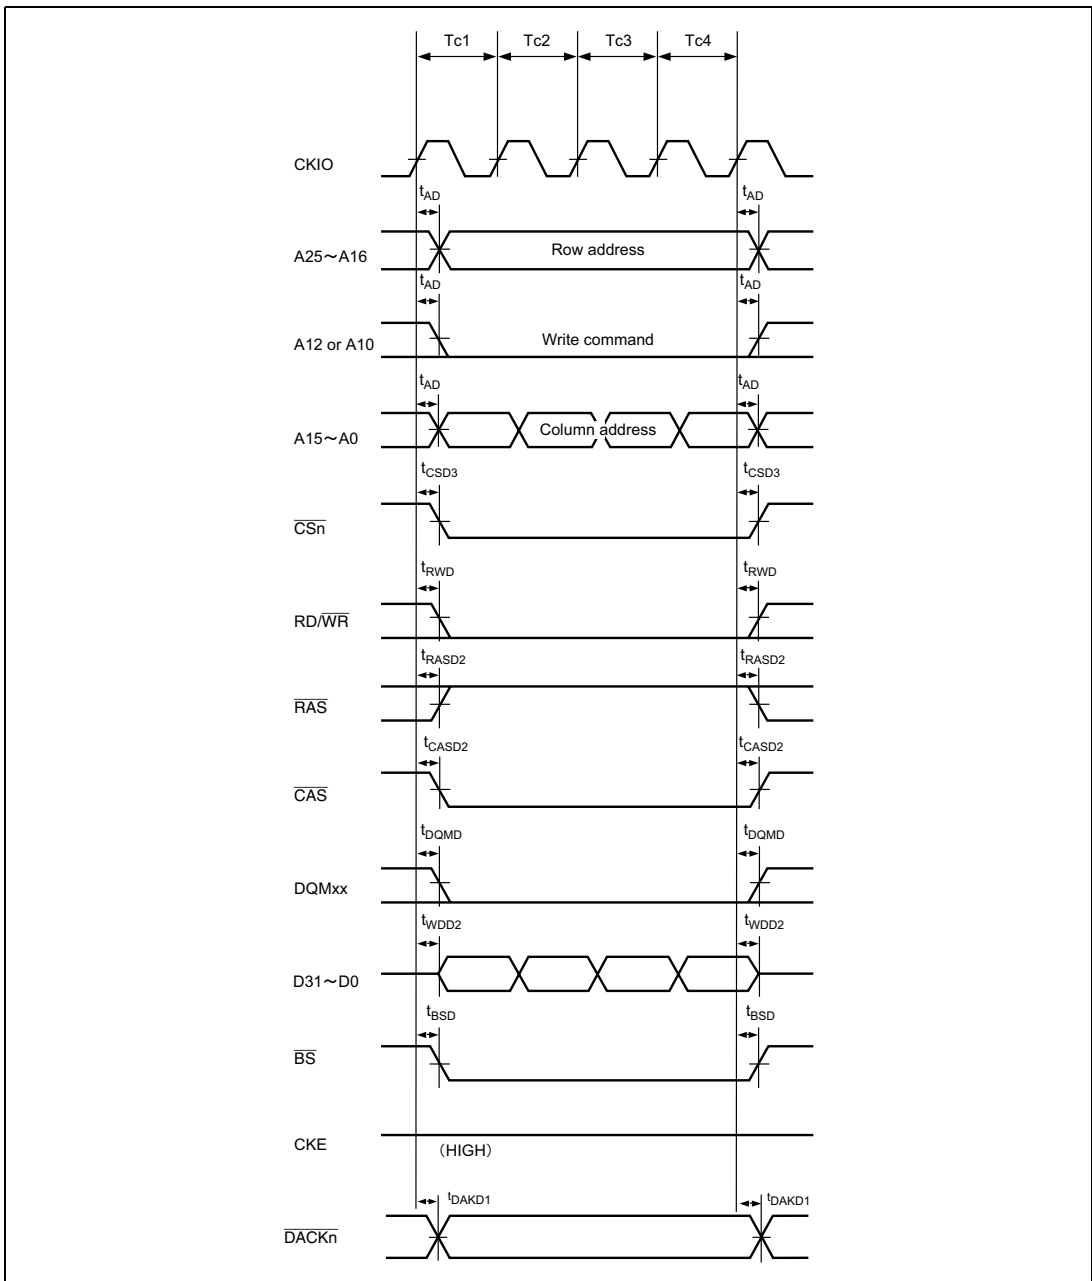 Tc1 Tc2 Tc3 Tc4
CKIO
tAD tAD
A25～A16 Row address
tAD tAD
A12 or A10 Write command
tAD tAD
A15～A0 Column address
tCSD3 tCSD3
CSn
tRWD tRWD
RD/WR
tRASD2 tRASD2
RAS
tCASD2 tCASD2
CAS
tDQMD tDQMD
DQMxx
tWDD2 tWDD2
D31～D0
tBSD tBSD
BS
CKE (HIGH)
tDAKD1 tDAKD1
DACKn